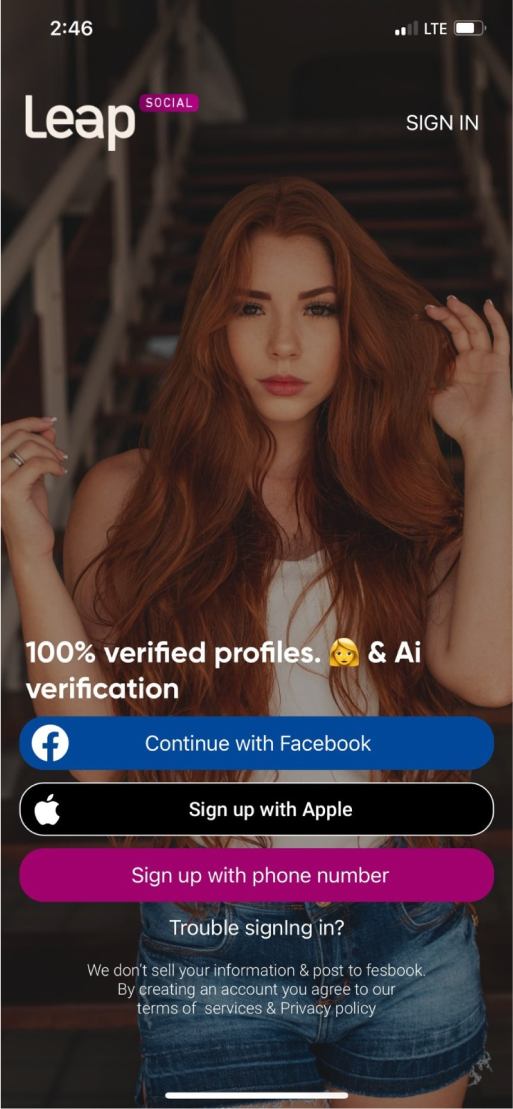 2:46
LTE
Leap SOCIAL
SIGN IN
100% verified profiles. 👩 & Ai
verification
Continue with Facebook
Sign up with Apple
Sign up with phone number
Trouble signIng in?
We don't sell your information & post to fesbook.
By creating an account you agree to our
terms of services & Privacy policy